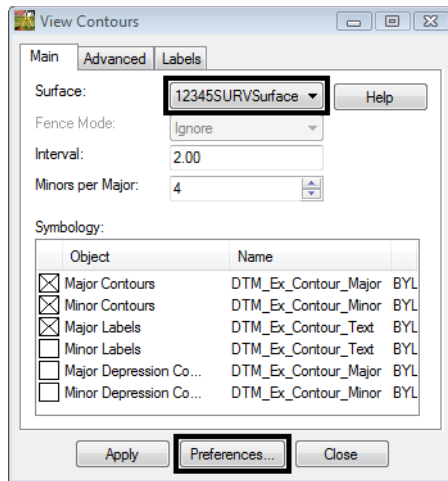 View Contours
Main Advanced Labels
Surface: 12345SURVSurface Help
Fence Mode: Ignore
Interval: 2.00
Minors per Major: 4
Symbology:
Object Name
Major Contours DTM_Ex_Contour_Major BYL
Minor Contours DTM_Ex_Contour_Minor BYL
Major Labels DTM_Ex_Contour_Text BYL
Minor Labels DTM_Ex_Contour_Text BYL
Major Depression Co... DTM_Ex_Contour_Major BYL
Minor Depression Co... DTM_Ex_Contour_Minor BYL
Apply Preferences... Close